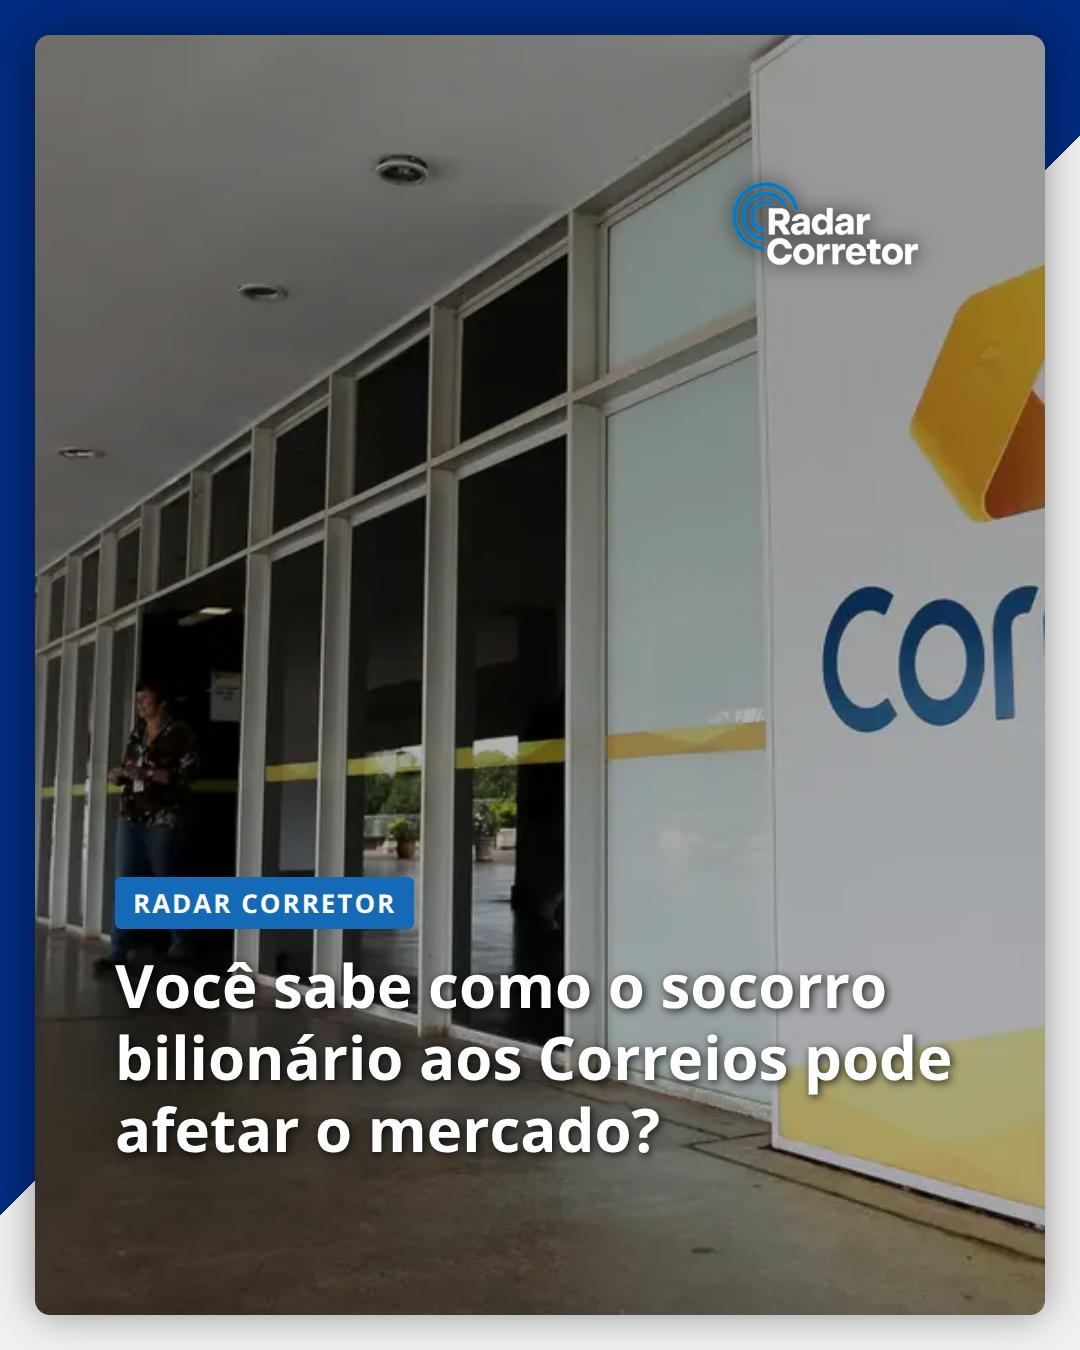 Radar
Corretor
Cor
RADAR CORRETOR
Você sabe como o socorro
bilionário aos Correios pode
afetar o mercado?